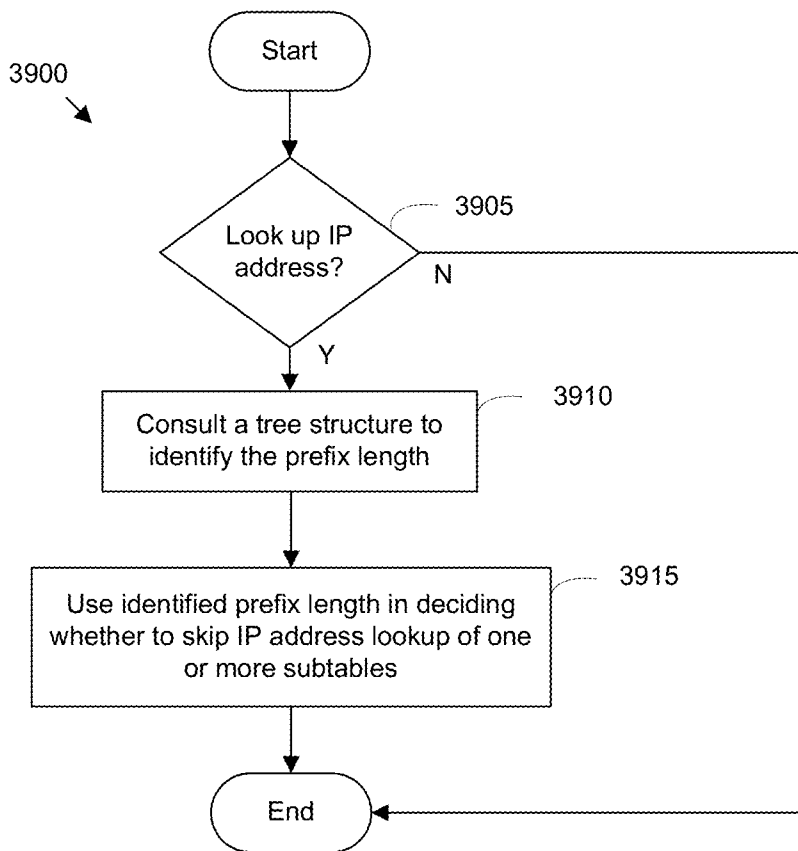 Start
3900
3905
Look up IP
address?
N
Y
3910
Consult a tree structure to
identify the prefix length
3915
Use identified prefix length in deciding
whether to skip IP address lookup of one
or more subtables
End